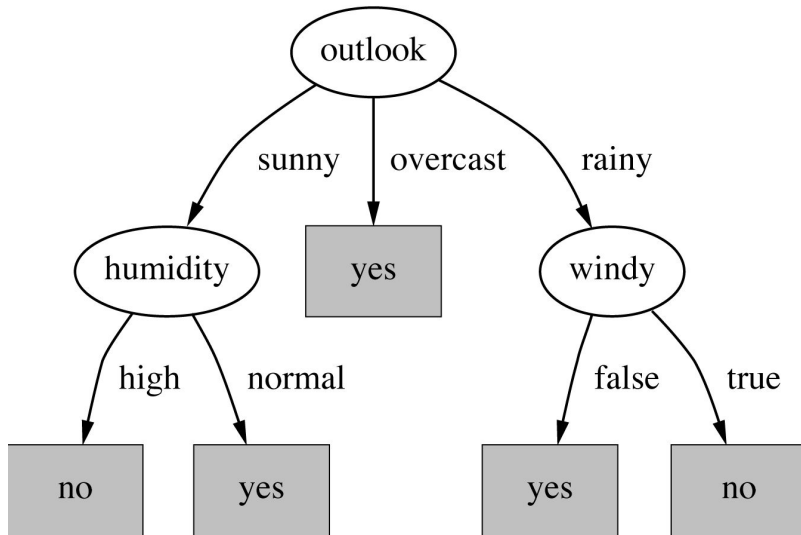 outlook
sunny overcast rainy
humidity yes windy
high normal false true
no yes yes no